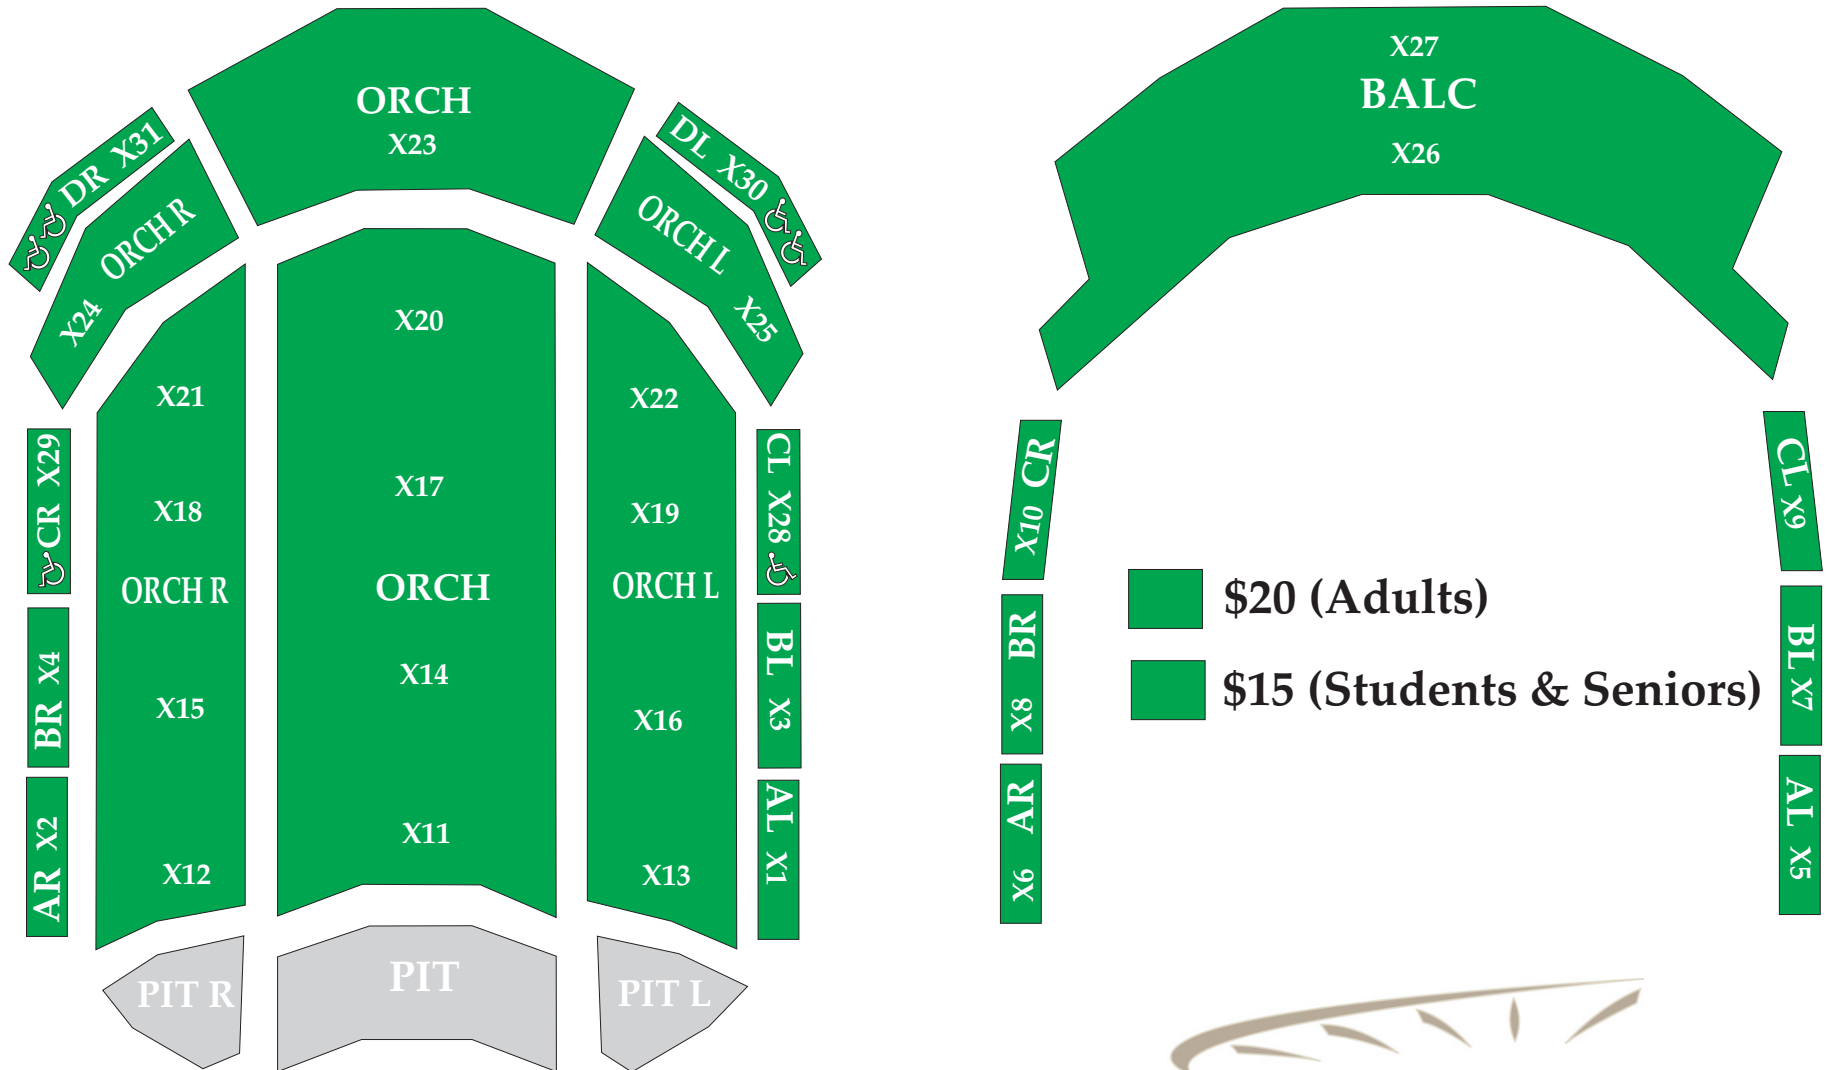 ORCH
X23
DR X31
ORCH R
X24
DL X30
ORCH L
X25
X21
X18
ORCH R
X15
X12
X20
X17
ORCH
X14
X11
X22
X19
ORCH L
X16
X13
CR X29
BR X4
AR X2
CL X28
BL X3
AL X1
PIT R
PIT
PIT L
X27
BALC
X26
X10 CR
X8 BR
X6 AR
CL X9
BL X7
AL X5
$20 (Adults)
$15 (Students & Seniors)